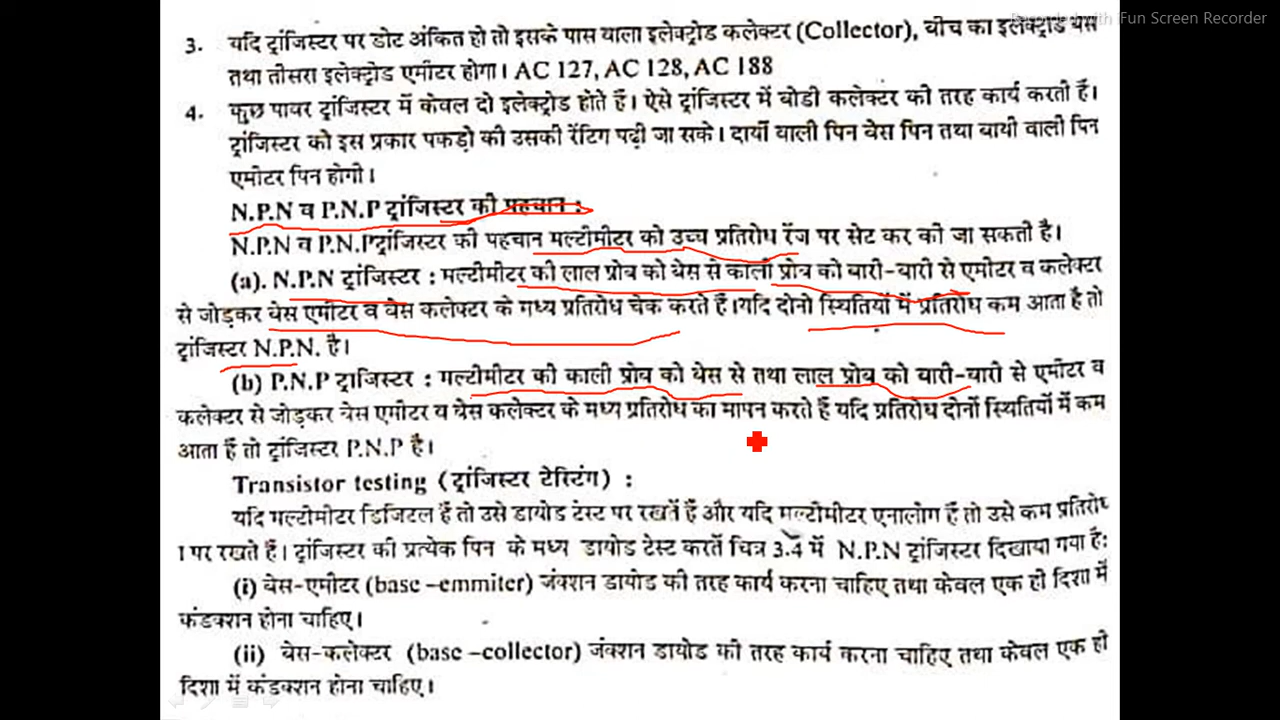 Recorded with iFun Screen Recorder
3. यदि ट्रांजिस्टर पर डोट अंकित हो तो इसके पास वाला इलेक्ट्रोड कलेक्टर (Collector), बीच का इलेक्ट्राड बेस
तथा तीसरा इलेक्ट्रोड एमीटर होगा। AC 127, AC 128, AC 188
4. कुछ पावर ट्रांजिस्टर में केवल दो इलेक्ट्रोड होते हैं। ऐसे ट्रांजिस्टर में बोडी कलेक्टर की तरह कार्य करती हैं।
ट्रांजिस्टर को इस प्रकार पकड़ो की उसकी रेंटिग पढ़ी जा सके। दायीं वाली पिन बेस पिन तथा बायी वाली पिन
एमीटर पिन होगी।
N.P.N व P.N.P ट्रांजिस्टर की पहचान :
N.P.N व P.N.P ट्रांजिस्टर की पहचान मल्टीमीटर को उच्च प्रतिरोध रेंज पर सेट कर की जा सकती है।
(a). N.P.N ट्रांजिस्टर : मल्टीमीटर की लाल प्रोब को बेस से काली प्रोब को बारी-बारी से एमीटर व कलेक्टर
से जोड़कर बेस एमीटर व बेस कलेक्टर के मध्य प्रतिरोध चेक करते हैं।यदि दोनो स्थितियों में प्रतिरोध कम आता है तो
ट्रांजिस्टर N.P.N. है।
(b) P.N.P ट्राजिस्टर : मल्टीमीटर की काली प्रोब को बेस से तथा लाल प्रोब को बारी-बारी से एमीटर व
कलेक्टर से जोड़कर बेस एमीटर व बेस कलेक्टर के मध्य प्रतिरोध का मापन करते हैं यदि प्रतिरोध दोनों स्थितियों में कम
आता हैं तो ट्रांजिस्टर P.N.P है।
Transistor testing (ट्रांजिस्टर टेस्टिंग) :
यदि मल्टीमीटर डिजिटल हैं तो उसे डायोड टेस्ट पर रखतें हैं और यदि मल्टीमीटर एनालोग हैं तो उसे कम प्रतिरोध
1 पर रखते हैं। ट्रांजिस्टर की प्रत्येक पिन के मध्य डायोड टेस्ट करतें चित्र 3.4 में N.P.N ट्रांजिस्टर दिखाया गया है:
(i) बेस-एमीटर (base –emmiter) जंक्शन डायोड की तरह कार्य करना चाहिए तथा केवल एक ही दिशा में
कंडक्शन होना चाहिए।
(ii) बेस-कलेक्टर (base –collector) जंक्शन डायोड की तरह कार्य करना चाहिए तथा केवल एक ही
दिशा में कंडक्शन होना चाहिए।